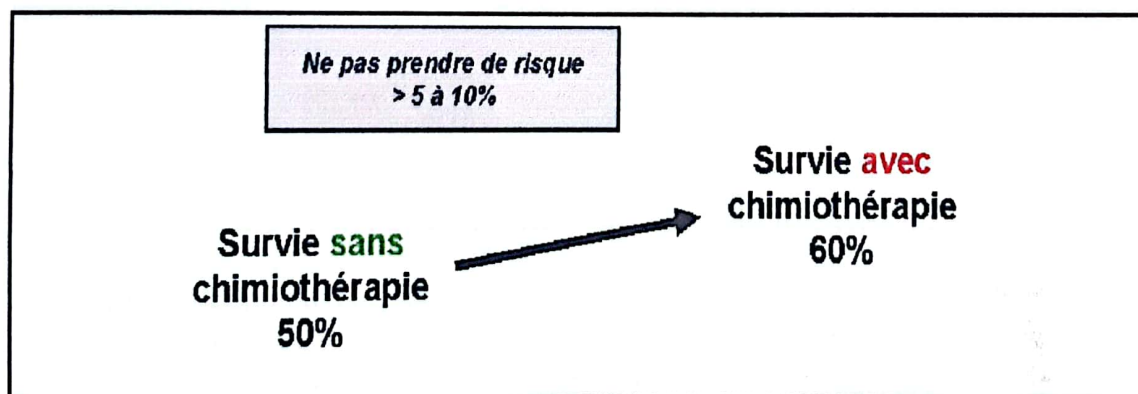 Ne pas prendre de risque
> 5 à 10%
Survie avec
chimiothérapie
60%
Survie sans
chimiothérapie
50%